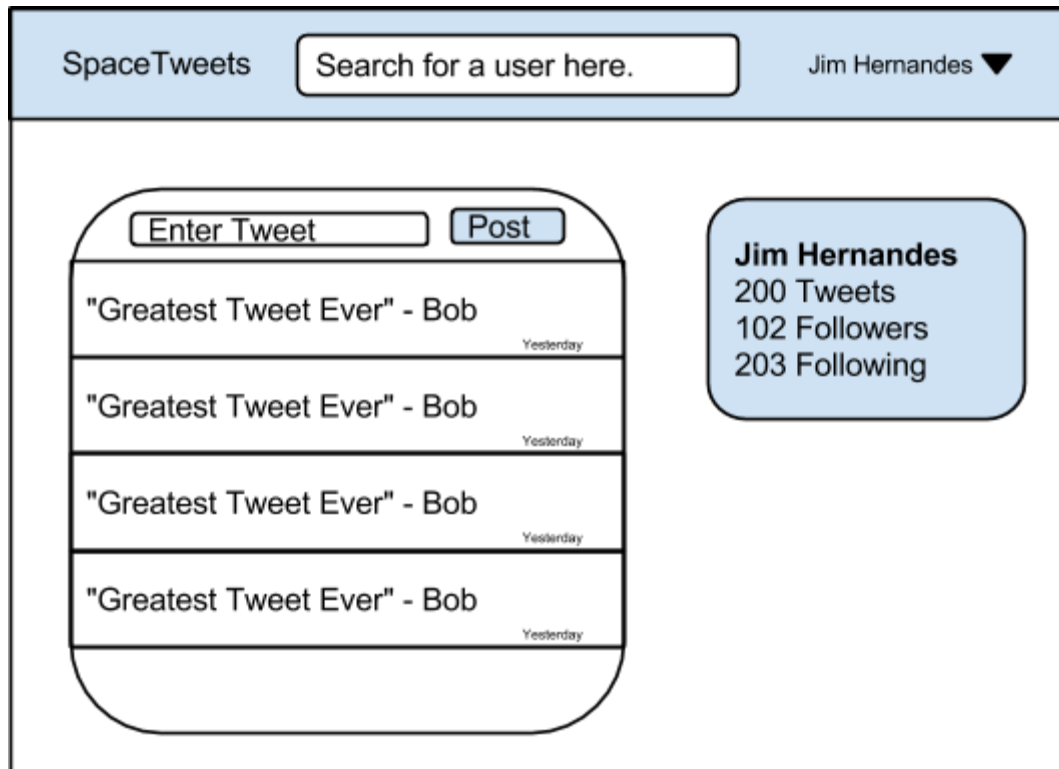 SpaceTweets
Search for a user here.
Jim Hernandes
Enter Tweet
Post
"Greatest Tweet Ever" - Bob
Yesterday
"Greatest Tweet Ever" - Bob
Yesterday
"Greatest Tweet Ever" - Bob
Yesterday
"Greatest Tweet Ever" - Bob
Yesterday
Jim Hernandes
200 Tweets
102 Followers
203 Following